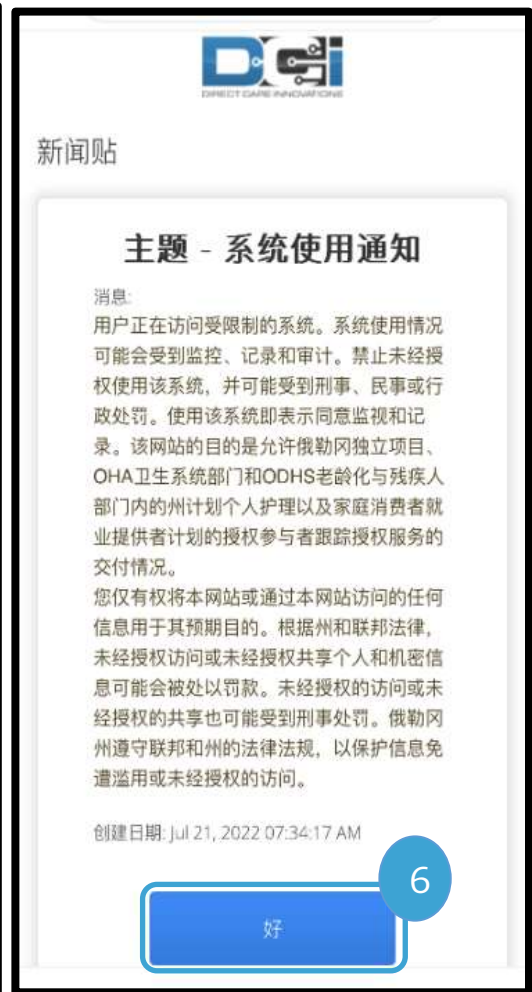 DCi
DIRECT CARE INNOVATIONS
新闻贴
主题 - 系统使用通知
消息:
用户正在访问受限制的系统。系统使用情况
可能会受到监控、记录和审计。禁止未经授
权使用该系统，并可能受到刑事、民事或行
政处罚。使用该系统即表示同意监视和记
录。该网站的目的是允许俄勒冈独立项目、
OHA卫生系统部门和ODHS老龄化与残疾人
部门内的州计划个人护理以及家庭消费者就
业提供者计划的授权参与者跟踪授权服务的
交付情况。
您仅有权将本网站或通过本网站访问的任何
信息用于其预期目的。根据州和联邦法律，
未经授权访问或未经授权共享个人和机密信
息可能会被处以罚款。未经授权的访问或未
经授权的共享也可能受到刑事处罚。俄勒冈
州遵守联邦和州的法律法规，以保护信息免
遭滥用或未经授权的访问。
创建日期: Jul 21, 2022 07:34:17 AM
6
好